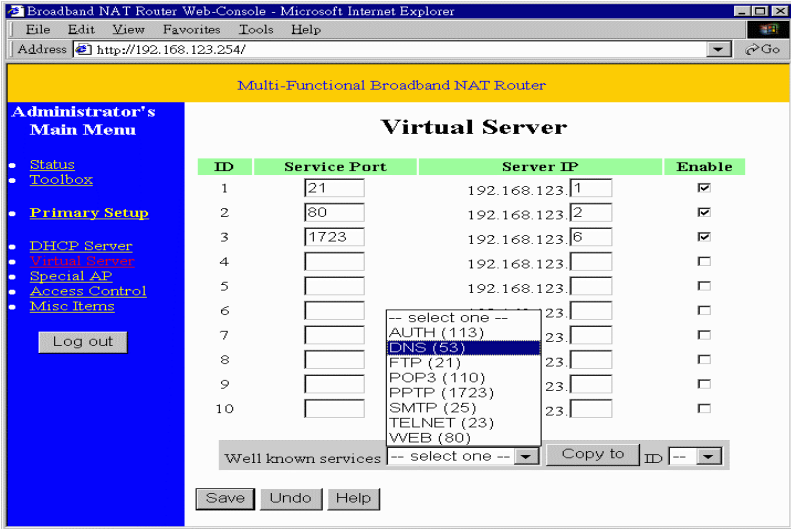 Broadband NAT Router Web-Console - Microsoft Internet Explorer
File Edit View Favorites Tools Help
Address http://192.168.123.254/ Go
Multi-Functional Broadband NAT Router
Administrator's
Main Menu
Status
Toolbox
Primary Setup
DHCP Server
Virtual Server
Special AP
Access Control
Misc Items
Log out
Virtual Server
ID Service Port Server IP Enable
1 21 192.168.123. 1
2 80 192.168.123. 2
3 1723 192.168.123. 6
4 192.168.123.
5 192.168.123.
6 23.
7 23.
8 23.
9 23.
10 23.
-- select one --
AUTH (113)
DNS (53)
FTP (21)
POP3 (110)
PPTP (1723)
SMTP (25)
TELNET (23)
WEB (80)
Well known services -- select one -- Copy to ID --
Save Undo Help